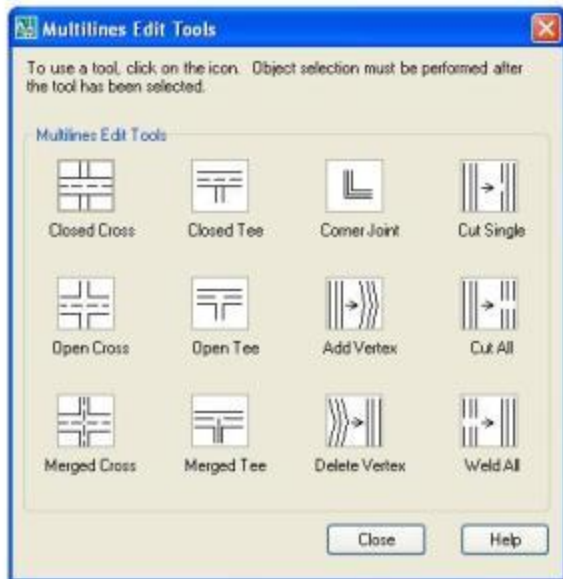 Multilines Edit Tools
To use a tool, click on the icon. Object selection must be performed after
the tool has been selected.
Multilines Edit Tools
Closed Cross Closed Tee Corner Joint Cut Single
Open Cross Open Tee Add Vertex Cut All
Merged Cross Merged Tee Delete Vertex Weld All
Close Help